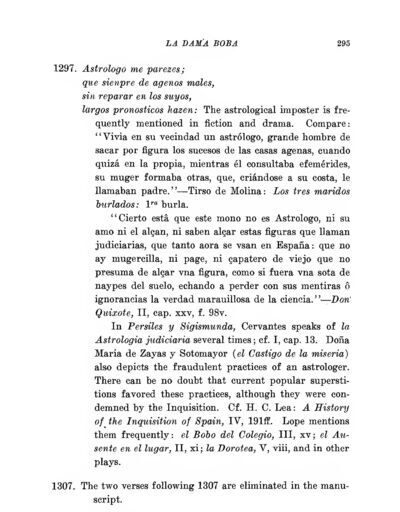 LA DAMA BOBA 295
1297. Astrologo me parezes;
que siempre de agenos males,
sin reparar en los suyos,
largos pronosticos hazen: The astrological imposter is fre-
quently mentioned in fiction and drama. Compare:
"Vivia en su vecindad un astrólogo, grande hombre de
sacar por figura los sucesos de las casas agenas, cuando
quizá en la propia, mientras él consultaba efemérides,
su muger formaba otras, que, criándose a su costa, le
llamaban padre."—Tirso de Molina: Los tres maridos
burlados: 1ra burla.
"Cierto está que este mono no es Astrologo, ni su
amo ni el alçan, ni saben alçar estas figuras que llaman
judiciarias, que tanto aora se vsan en España: que no
ay mugercilla, ni page, ni çapatero de viejo que no
presuma de alçar vna figura, como si fuera vna sota de
naypes del suelo, echando a perder con sus mentiras ô
ignorancias la verdad marauillosa de la ciencia."—Don
Quixote, II, cap. xxv, f. 98v.
In Persiles y Sigismunda, Cervantes speaks of la
Astrologia judiciaria several times; cf. I, cap. 13. Doña
María de Zayas y Sotomayor (el Castigo de la miseria)
also depicts the fraudulent practices of an astrologer.
There can be no doubt that current popular supersti-
tions favored these practices, although they were con-
demned by the Inquisition. Cf. H. C. Lea: A History
of the Inquisition of Spain, IV, 191ff. Lope mentions
them frequently: el Bobo del Colegio, III, xv; el Au-
sente en el lugar, II, xi; la Dorotea, V, viii, and in other
plays.
1307. The two verses following 1307 are eliminated in the manu-
script.